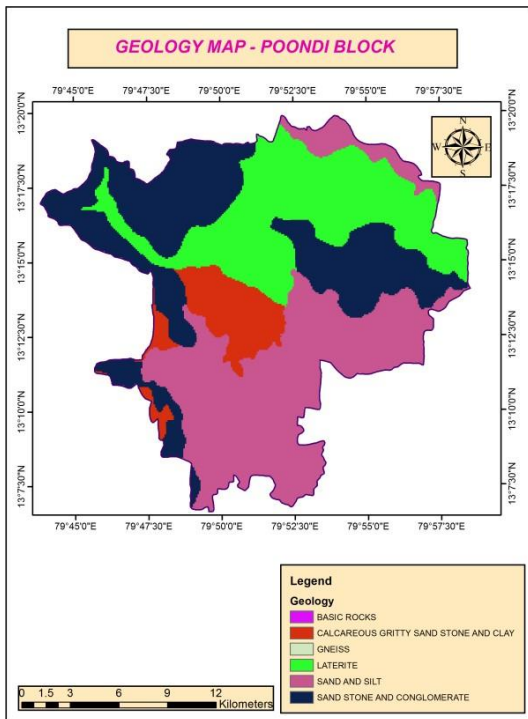 GEOLOGY MAP - POONDI BLOCK
79°45'0"E 79°47'30"E 79°50'0"E 79°52'30"E 79°55'0"E 79°57'30"E
13°20'0"N 13°20'0"N
N
W E
S
13°17'30"N 13°17'30"N
13°15'0"N 13°15'0"N
13°12'30"N 13°12'30"N
13°10'0"N 13°10'0"N
13°7'30"N 13°7'30"N
79°45'0"E 79°47'30"E 79°50'0"E 79°52'30"E 79°55'0"E 79°57'30"E
Legend
Geology
BASIC ROCKS
CALCAREOUS GRITTY SAND STONE AND CLAY
GNEISS
LATERITE
SAND AND SILT
SAND STONE AND CONGLOMERATE
0 1.5 3 6 9 12
Kilometers